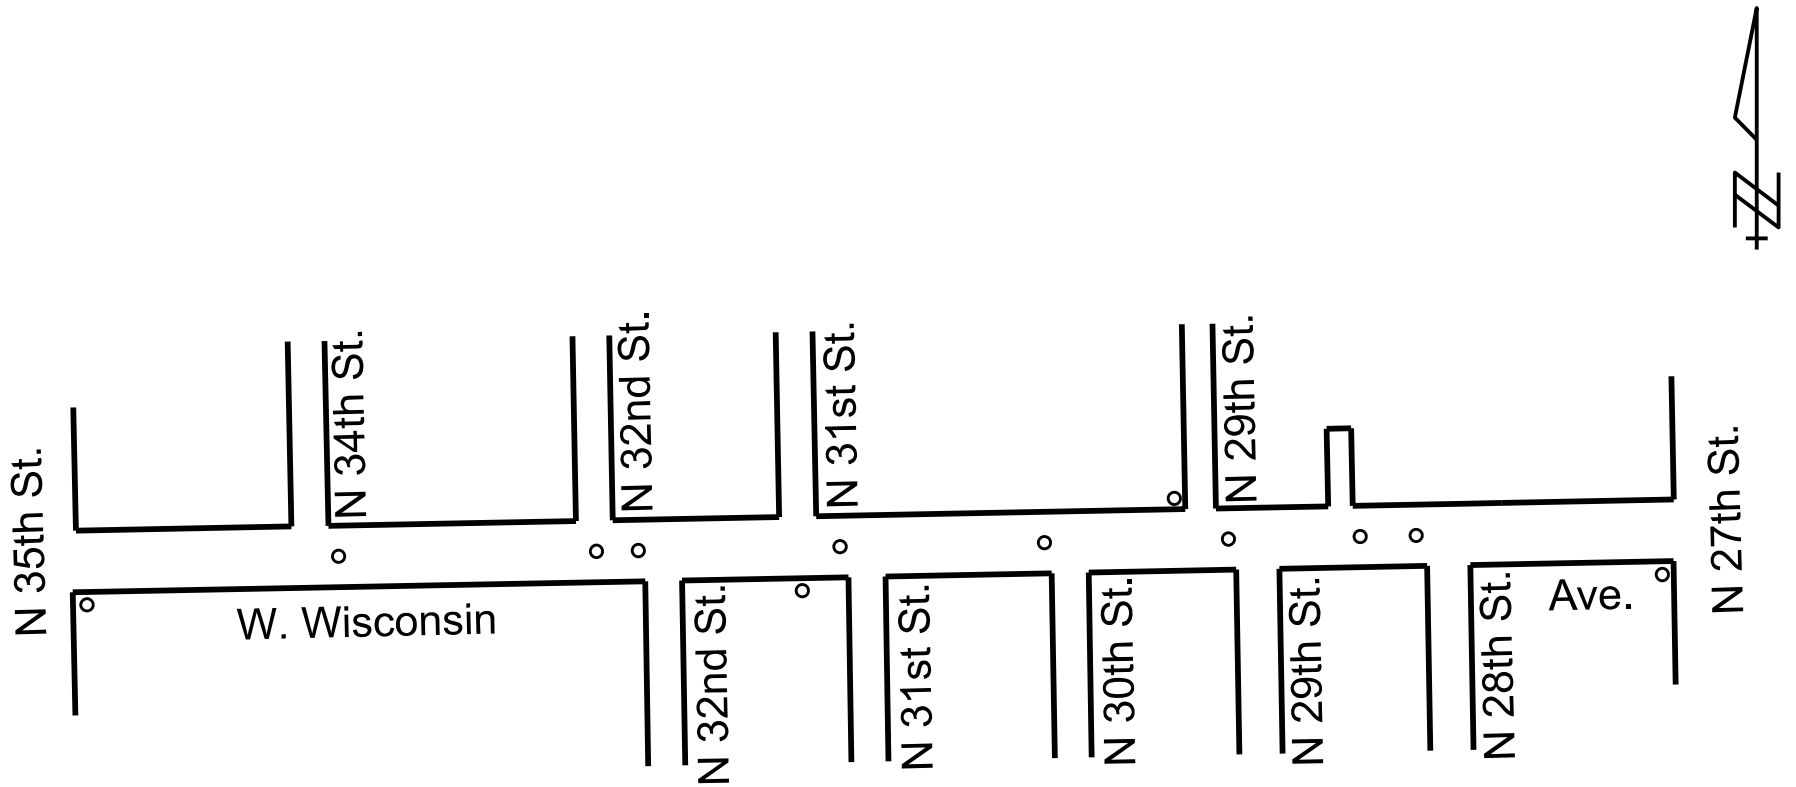 N 35th St.
N 34th St.
N 32nd St.
N 31st St.
N 29th St.
N 27th St.
W. Wisconsin Ave.
N 32nd St.
N 31st St.
N 30th St.
N 29th St.
N 28th St.
N